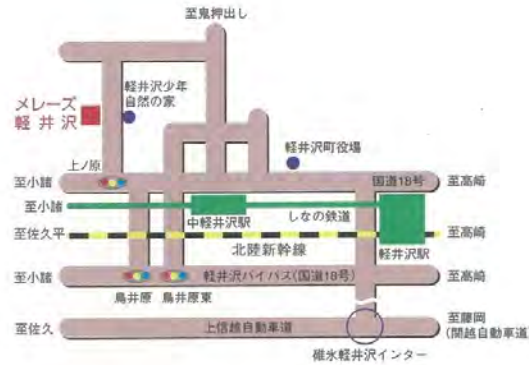 至鬼押出し
軽井沢少年
自然の家
メレーズ
軽井沢
上ノ原
軽井沢町役場
至小諸
国道18号
至高崎
至小諸
中軽井沢駅
しなの鉄道
至佐久平
北陸新幹線
軽井沢駅
至高崎
至小諸
軽井沢バイパス(国道18号)
至高崎
鳥井原
鳥井原東
至佐久
上信越自動車道
至藤岡
(関越自動車道)
碓氷軽井沢インター